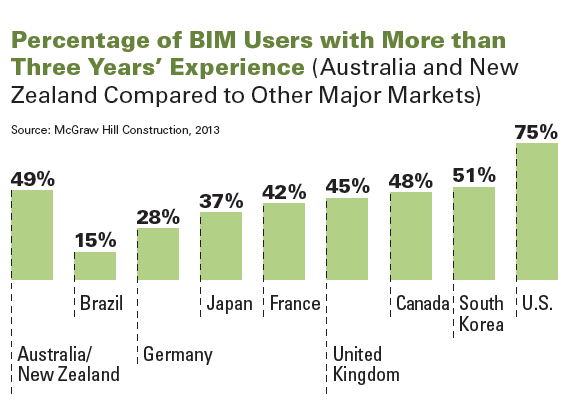 Percentage of BIM Users with More than
Three Years’ Experience (Australia and New
Zealand Compared to Other Major Markets)
Source: McGraw Hill Construction, 2013
49%
15%
28%
37%
42%
45%
48%
51%
75%
Brazil
Japan
France
Canada
South
Korea
U.S.
Australia/
New Zealand
Germany
United
Kingdom